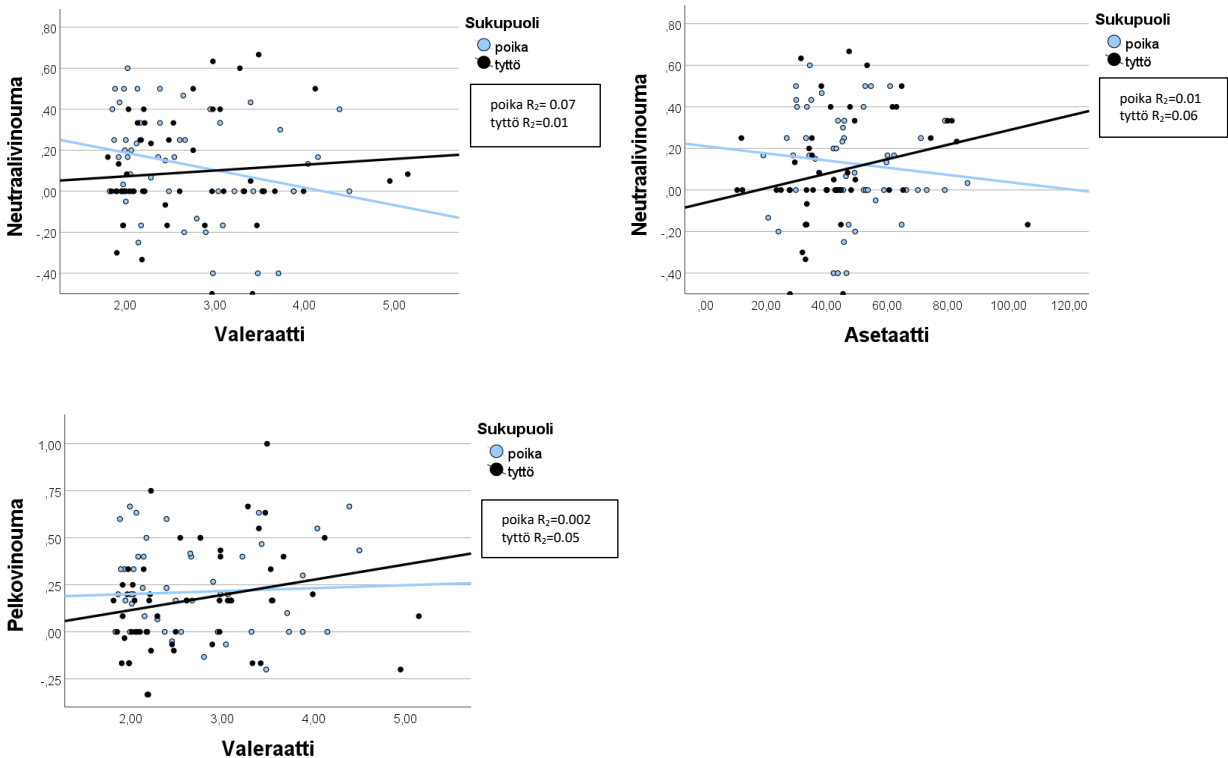 Neutraalivinouma
,80
,60
,40
,20
,00
-,20
-,40
2,00 3,00 4,00 5,00
Valeraatti
Sukupuoli
poika
tyttö
poika R₂= 0.07
tyttö R₂=0.01
Neutraalivinouma
,80
,60
,40
,20
,00
-,20
-,40
,00 20,00 40,00 60,00 80,00 100,00 120,00
Asetaatti
Sukupuoli
poika
tyttö
poika R₂=0.01
tyttö R₂=0.06
Pelkovinouma
1,00
,75
,50
,25
,00
-,25
2,00 3,00 4,00 5,00
Valeraatti
Sukupuoli
poika
tyttö
poika R₂=0.002
tyttö R₂=0.05